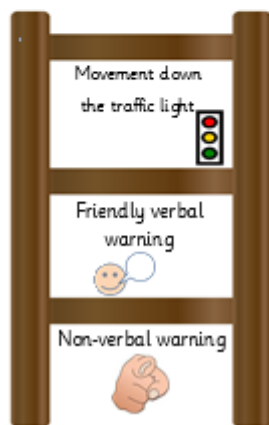 Movement down
the traffic light
Friendly verbal
warning
Non-verbal warning